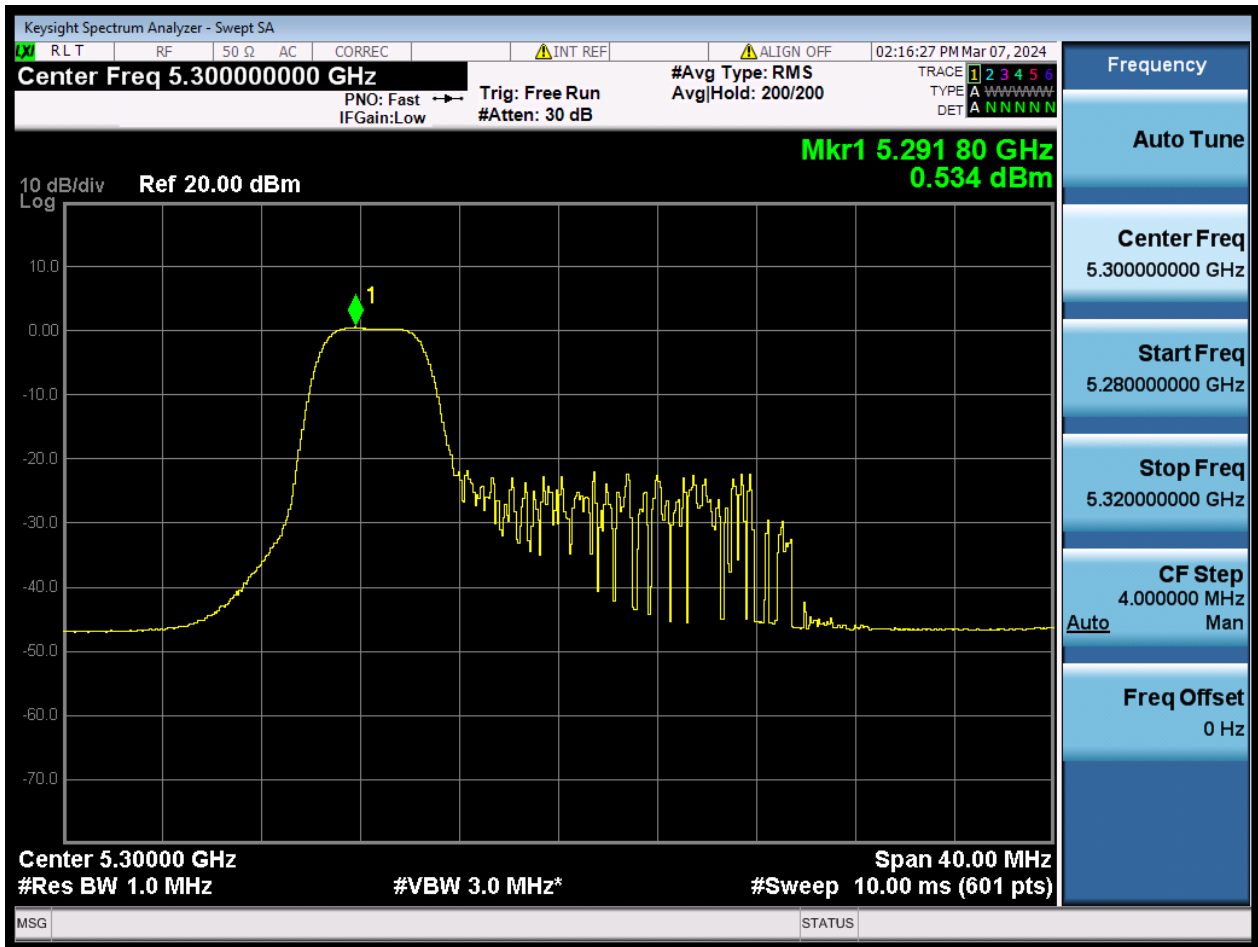 Keysight Spectrum Analyzer - Swept SA
LXI RLT RF 50 Ω AC CORREC INT REF ALIGN OFF 02:16:27 PM Mar 07, 2024
Center Freq 5.300000000 GHz
PNO: Fast
IFGain:Low
Trig: Free Run
#Atten: 30 dB
#Avg Type: RMS
Avg|Hold: 200/200
TRACE 1 2 3 4 5 6
TYPE A WWWWW
DET A N N N N N
Mkr1 5.291 80 GHz
0.534 dBm
10 dB/div Ref 20.00 dBm
Log
1
10.0
0.00
-10.0
-20.0
-30.0
-40.0
-50.0
-60.0
-70.0
Center 5.30000 GHz Span 40.00 MHz
#Res BW 1.0 MHz #VBW 3.0 MHz* #Sweep 10.00 ms (601 pts)
MSG STATUS
Frequency
Auto Tune
Center Freq
5.300000000 GHz
Start Freq
5.280000000 GHz
Stop Freq
5.320000000 GHz
CF Step
4.000000 MHz
Auto Man
Freq Offset
0 Hz